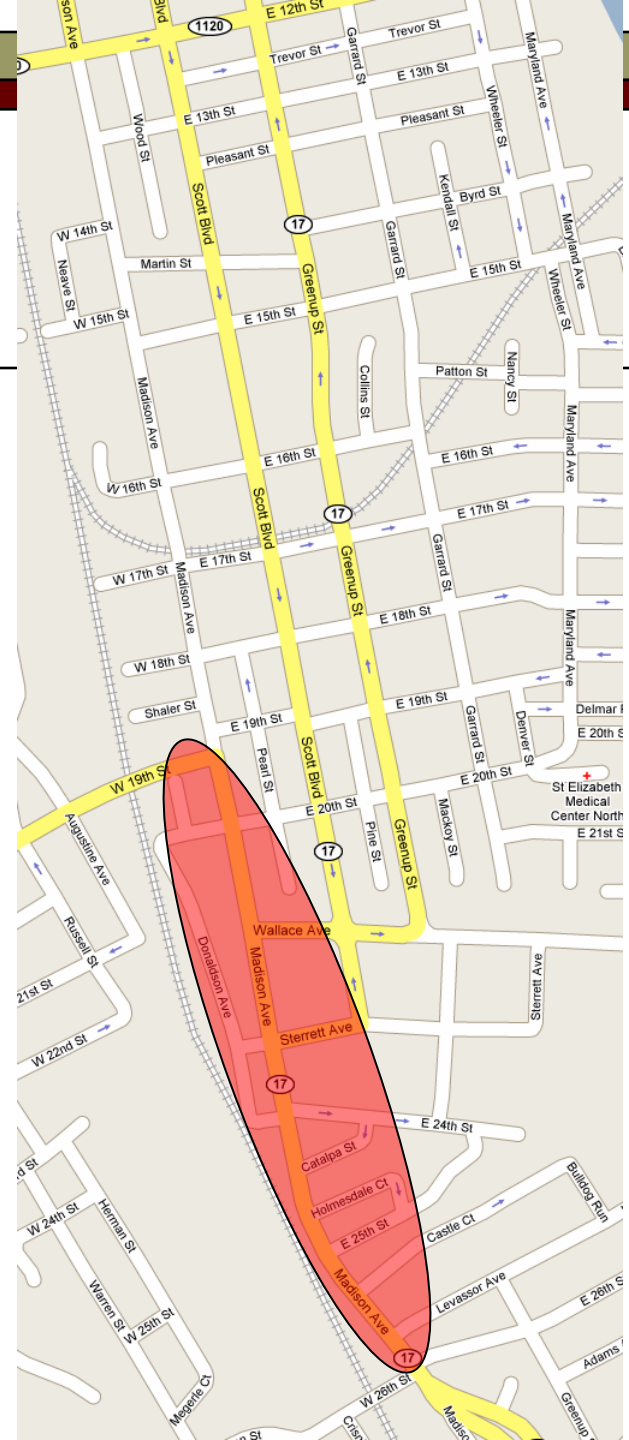 son Ave
Blvd
E 12th St
1120
Trevor St
Trevor St
Garrard St
Maryland Ave
E 13th St
Wood St
E 13th St
Wheeler St
Pleasant St
Pleasant St
Scott Blvd
Kendall St
Byrd St
17
W 14th St
Garrard St
Maryland Ave
Neave St
Martin St
Greenup St
E 15th St
Wheeler St
W 15th St
E 15th St
Madison Ave
Collins St
Patton St
Nancy St
Maryland Ave
E 16th St
E 16th St
W 16th St
Scott Blvd
17
E 17th St
E 17th St
Garrard St
W 17th St
Madison Ave
Greenup St
E 18th St
Maryland Ave
W 18th St
Shaler St
E 19th St
E 19th St
Garrard St
Denver St
Delmar
E 20th S
W 19th St
Pearl St
Scott Blvd
E 20th St
St Elizabeth
Medical
Center North
E 20th St
Augustine Ave
17
Pine St
Greenup St
Mackoy St
E 21st S
Russell St
Wallace Ave
Donaldson Ave
Madison Ave
21st St
Sterrett Ave
Sterrett Ave
W 22nd St
17
E 24th St
Catalpa St
rd St
Holmesdale Ct
Bulldog Run
W 24th St
Herman St
E 25th St
Castle Ct
Madison Ave
Levassor Ave
E 26th S
Warren St
W 25th St
17
Adams
Megerle Ct
W 26th St
Greenup
n St
Crisp
Madiso